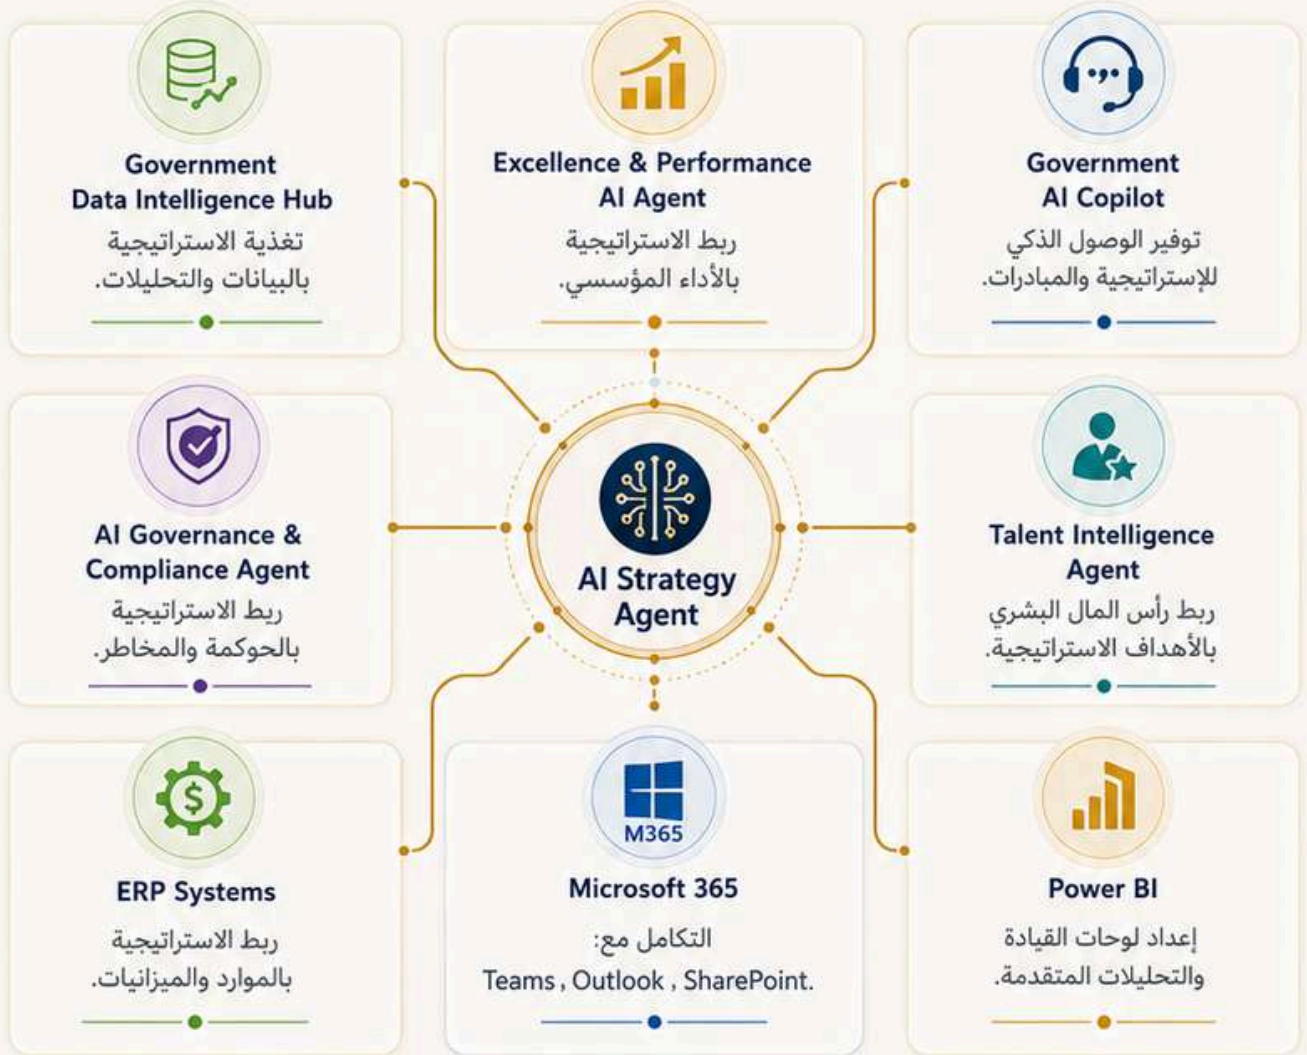 Government
Data Intelligence Hub
تغذية الاستراتيجية
بالبيانات والتحليلات.
Excellence & Performance
AI Agent
ربط الاستراتيجية
بالأداء المؤسسي.
Government
AI Copilot
توفير الوصول الذكي
للإستراتيجية والمبادرات.
AI Governance &
Compliance Agent
ربط الاستراتيجية
بالحوكمة والمخاطر.
AI Strategy
Agent
Talent Intelligence
Agent
ربط رأس المال البشري
بالأهداف الاستراتيجية.
$
ERP Systems
ربط الاستراتيجية
بالموارد والميزانيات.
M365
Microsoft 365
التكامل مع:
Teams , Outlook , SharePoint.
Power BI
إعداد لوحات القيادة
والتحليلات المتقدمة.